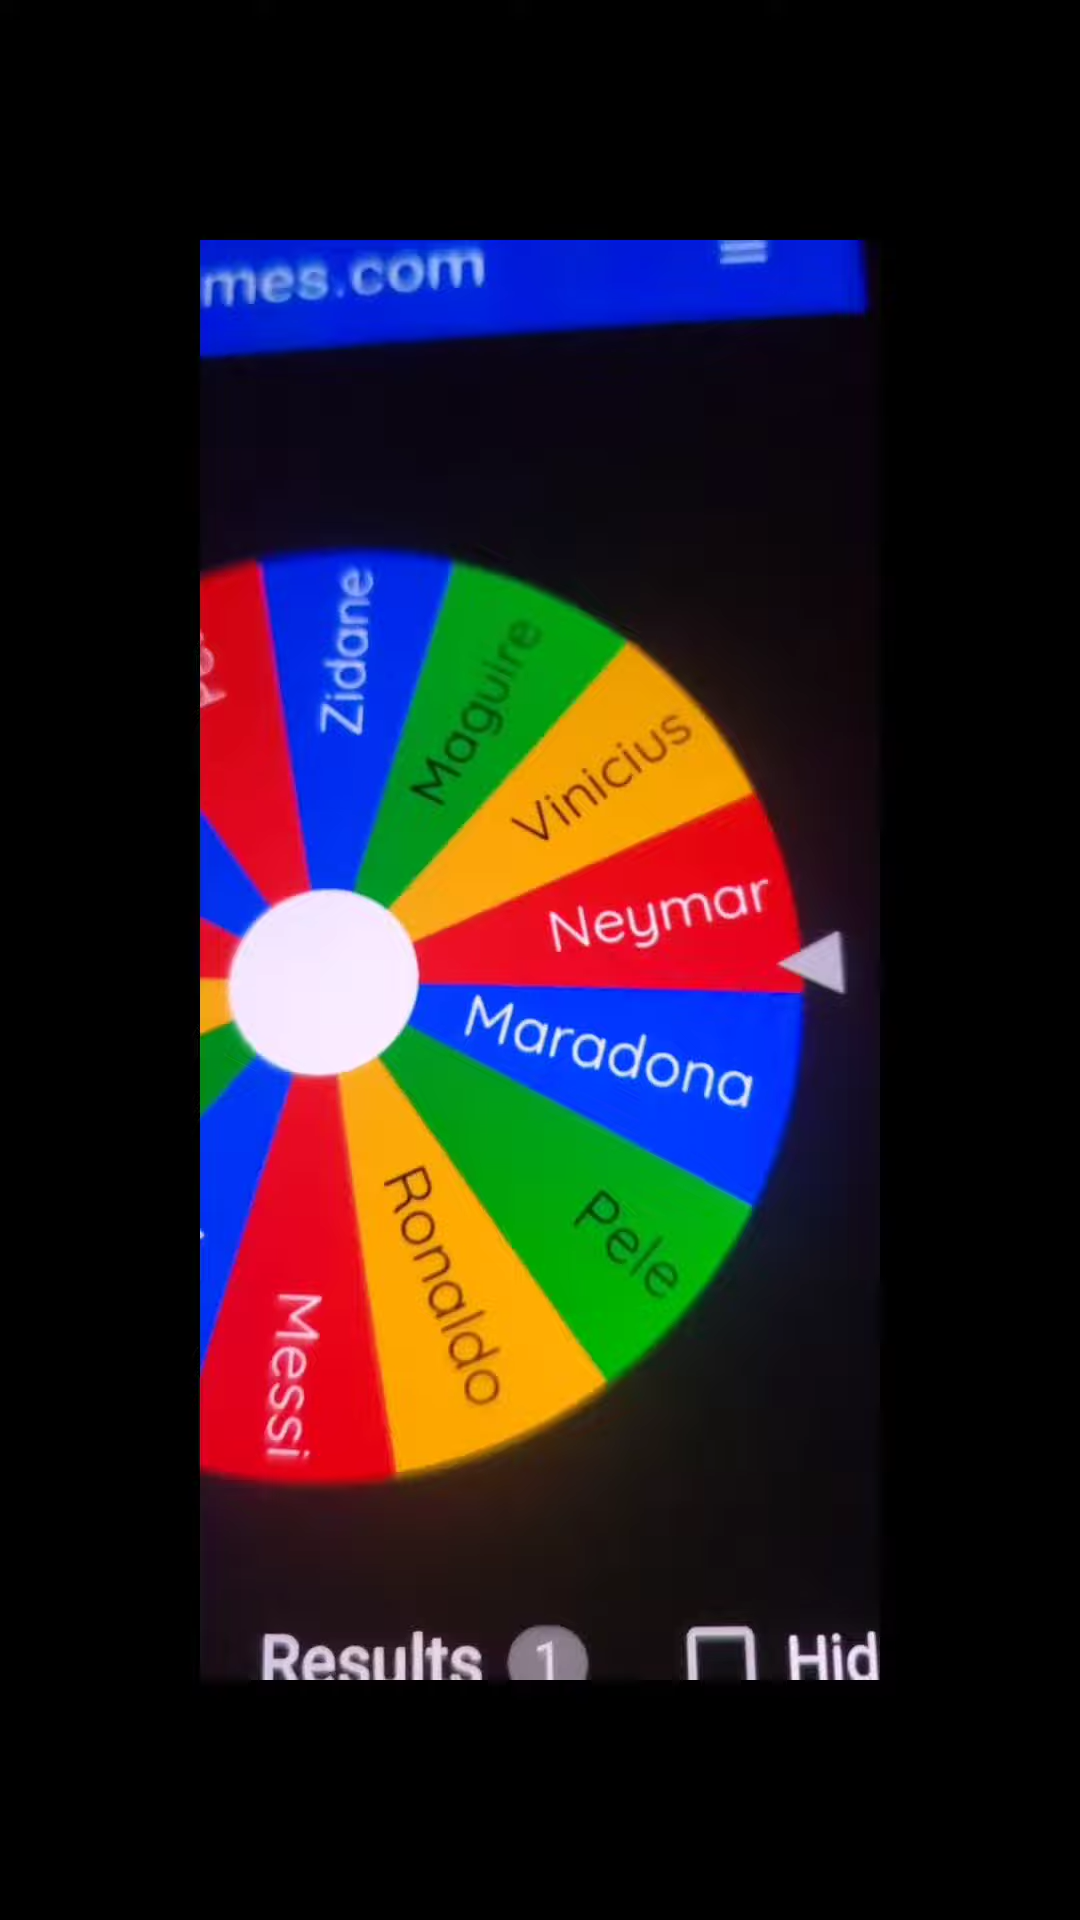 mes.com
Zidane
Maguire
Vinicius
Neymar
Maradona
Pele
Ronaldo
Messi
Results 1
Hid